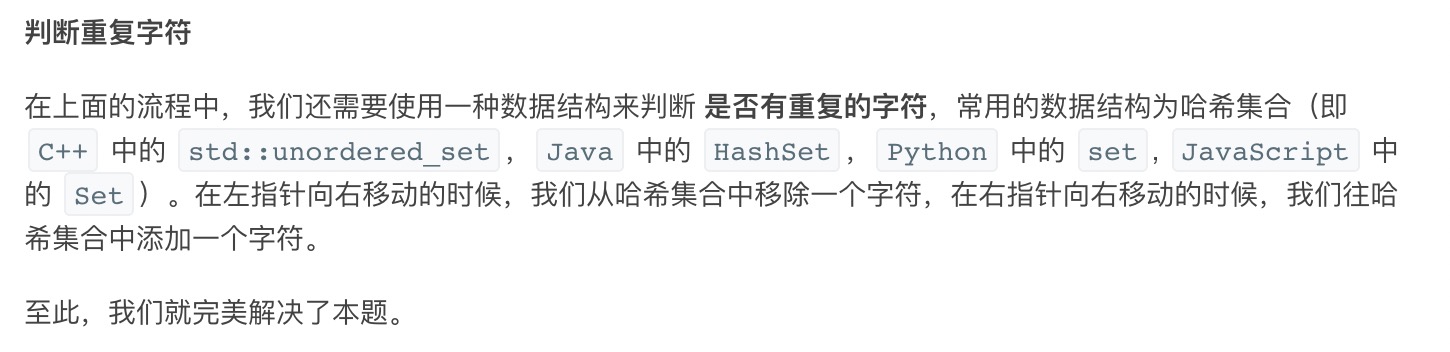 判断重复字符
在上面的流程中，我们还需要使用一种数据结构来判断 是否有重复的字符，常用的数据结构为哈希集合（即
C++ 中的 std::unordered_set，Java 中的 HashSet，Python 中的 set, JavaScript 中
的 Set）。在左指针向右移动的时候，我们从哈希集合中移除一个字符，在右指针向右移动的时候，我们往哈
希集合中添加一个字符。
至此，我们就完美解决了本题。